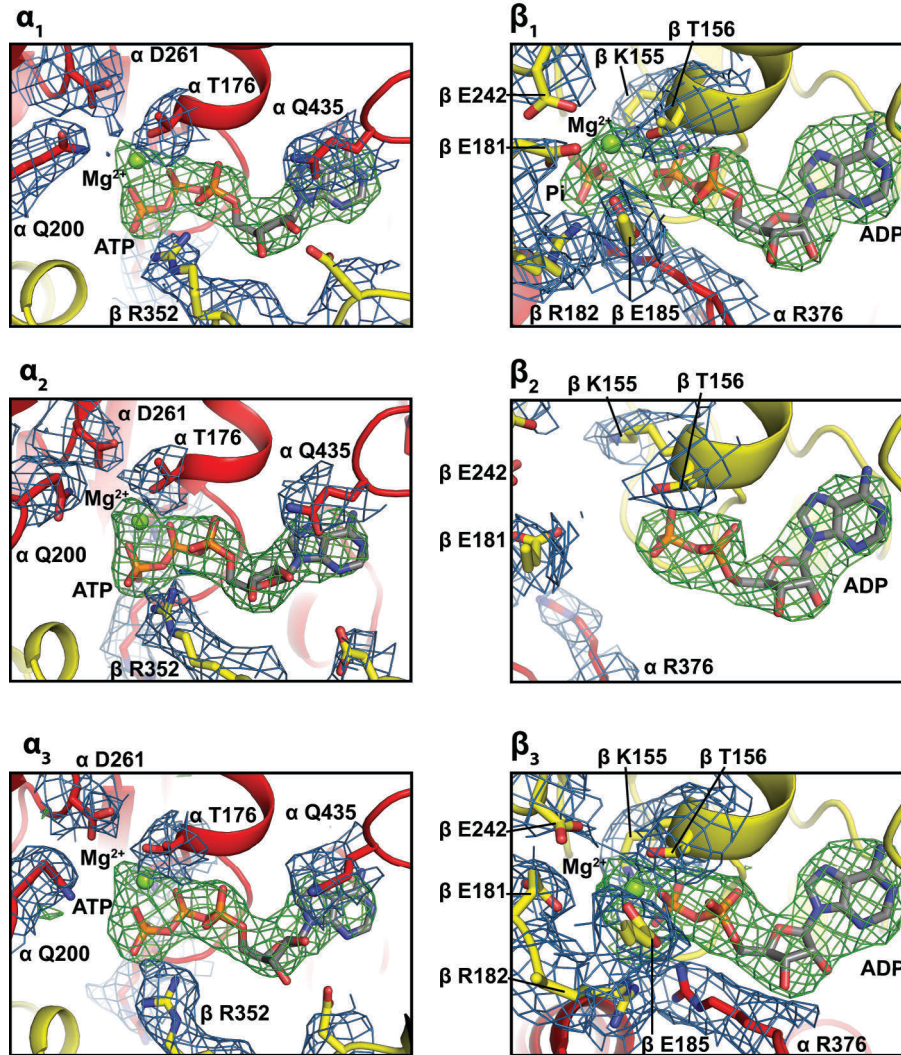 α1
α D261
α T176
α Q435
Mg2+
α Q200
ATP
β R352
β1
β T156
β K155
β E242
Mg2+
β E181
Pi
ADP
β R182
β E185
α R376
α2
α D261
α T176
α Q435
Mg2+
α Q200
ATP
β R352
β2
β K155
β T156
β E242
β E181
ADP
α R376
α3
α D261
α T176
α Q435
Mg2+
ATP
α Q200
β R352
β3
β K155
β T156
β E242
Mg2+
β E181
β R182
ADP
β E185
α R376